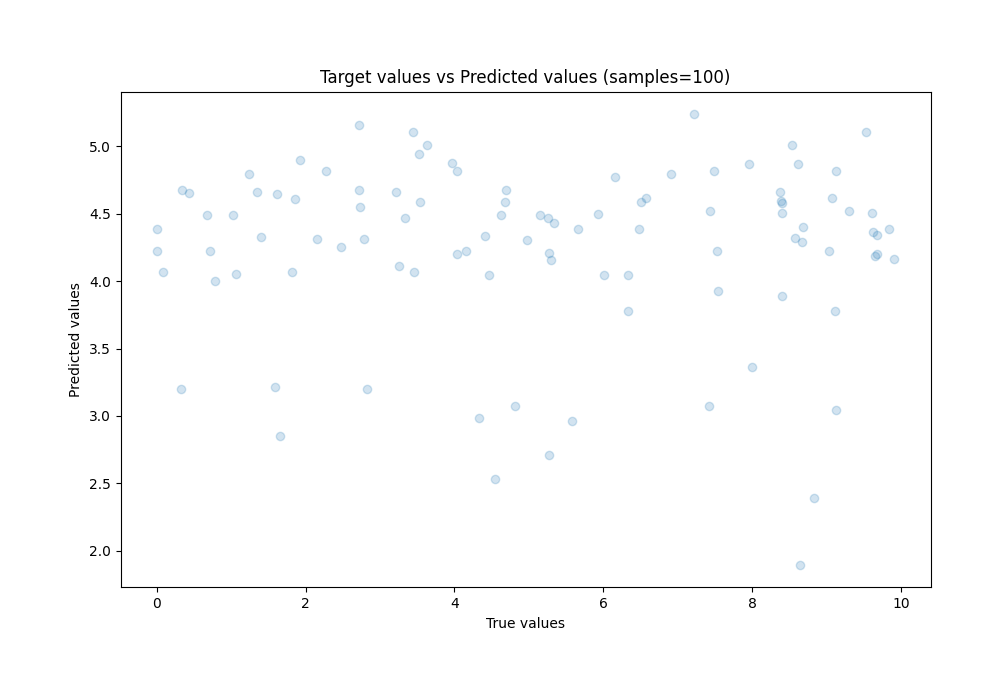 Target values vs Predicted values (samples=100)
Predicted values
5.0
4.5
4.0
3.5
3.0
2.5
2.0
0 2 4 6 8 10
True values